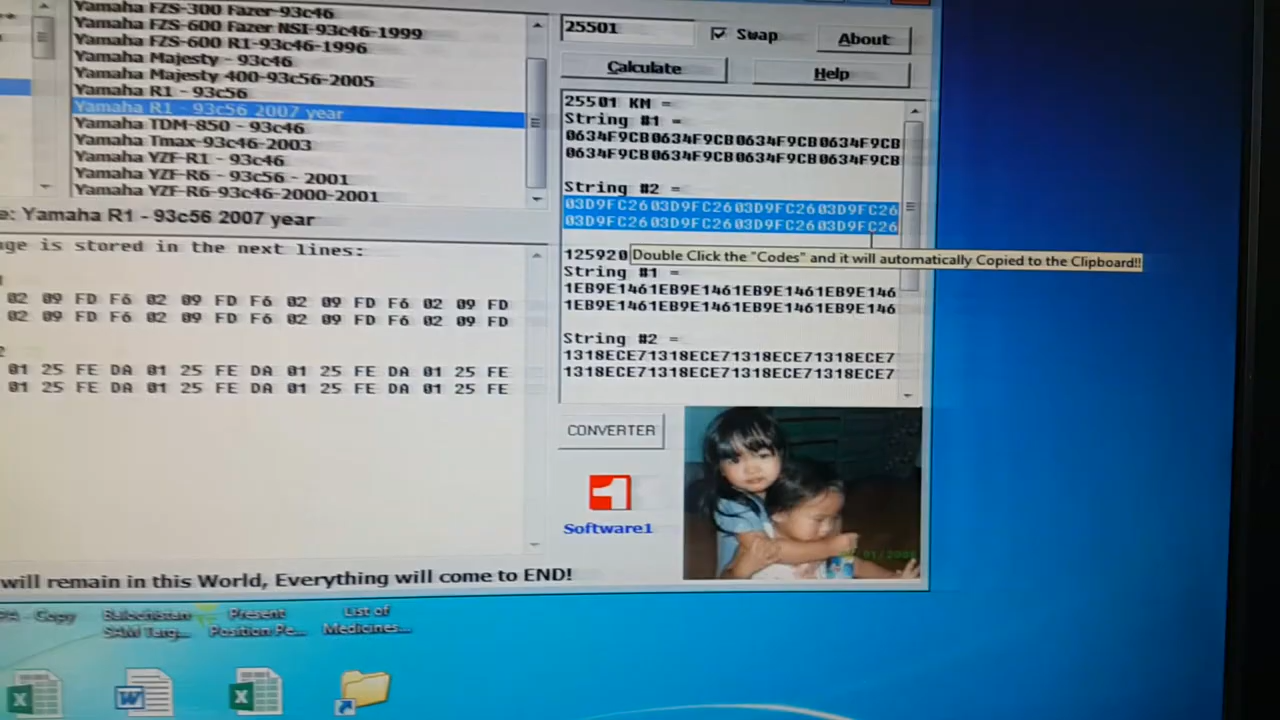 Yamaha FZS-300 Fazer-93c46
Yamaha FZS-600 Fazer NSI-93c46-1999
Yamaha FZS-600 R1-93c46-1996
Yamaha Majesty - 93c46
Yamaha Majesty 400-93c56-2005
Yamaha R1 - 93c56
Yamaha R1 - 93c56 2007 year
Yamaha TDM-850 - 93c46
Yamaha Tmax-93c46-2003
Yamaha YZF-R1 - 93c46
Yamaha YZF-R6 - 93c56 - 2001
Yamaha YZF-R6-93c46-2000-2001
e: Yamaha R1 - 93c56 2007 year
ge is stored in the next lines:
02 09 FD F6 02 09 FD F6 02 09 FD F6 02 09 FD
02 09 FD F6 02 09 FD F6 02 09 FD F6 02 09 FD
2
01 25 FE DA 01 25 FE DA 01 25 FE DA 01 25 FE
01 25 FE DA 01 25 FE DA 01 25 FE DA 01 25 FE
will remain in this World, Everything will come to END!
25501
Swap
About
Calculate
Help
25501 KM =
String #1 =
0634F9CB0634F9CB0634F9CB0634F9CB
0634F9CB0634F9CB0634F9CB0634F9CB
String #2 =
03D9FC2603D9FC2603D9FC2603D9FC26
03D9FC2603D9FC2603D9FC2603D9FC26
125920
Double Click the "Codes" and it will automatically Copied to the Clipboard!!
String #1 =
1EB9E1461EB9E1461EB9E1461EB9E146
1EB9E1461EB9E1461EB9E1461EB9E146
String #2 =
1318ECE71318ECE71318ECE71318ECE7
1318ECE71318ECE71318ECE71318ECE7
CONVERTER
1
Software1
PA - Copy
Balochistan
SAM Targ...
Present
Position Pe...
List of
Medicines...